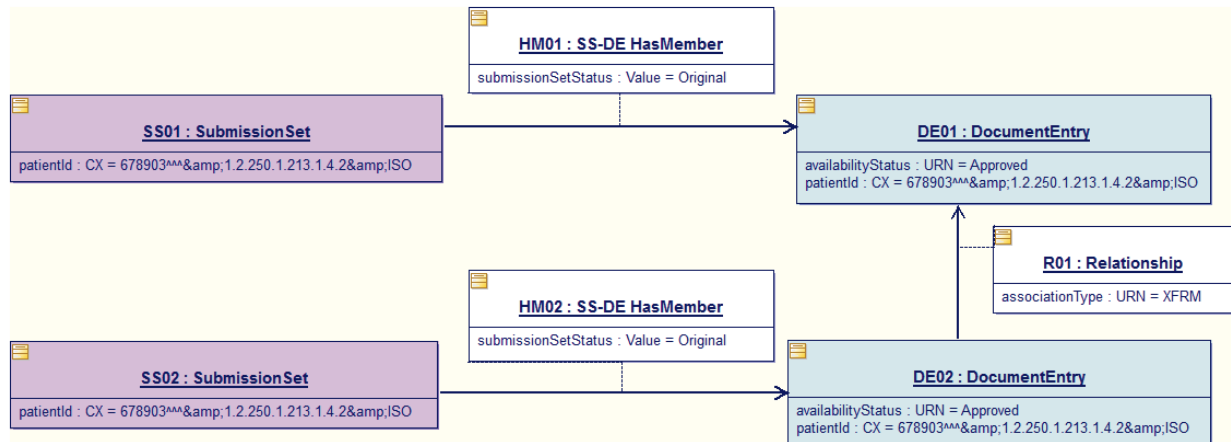 HM01 : SS-DE HasMember
submissionSetStatus : Value = Original
SS01 : SubmissionSet
patientId : CX = 678903^^^&amp;1.2.250.1.213.1.4.2&amp;ISO
DE01 : DocumentEntry
availabilityStatus : URN = Approved
patientId : CX = 678903^^^&amp;1.2.250.1.213.1.4.2&amp;ISO
R01 : Relationship
associationType : URN = XFRM
HM02 : SS-DE HasMember
submissionSetStatus : Value = Original
SS02 : SubmissionSet
patientId : CX = 678903^^^&amp;1.2.250.1.213.1.4.2&amp;ISO
DE02 : DocumentEntry
availabilityStatus : URN = Approved
patientId : CX = 678903^^^&amp;1.2.250.1.213.1.4.2&amp;ISO